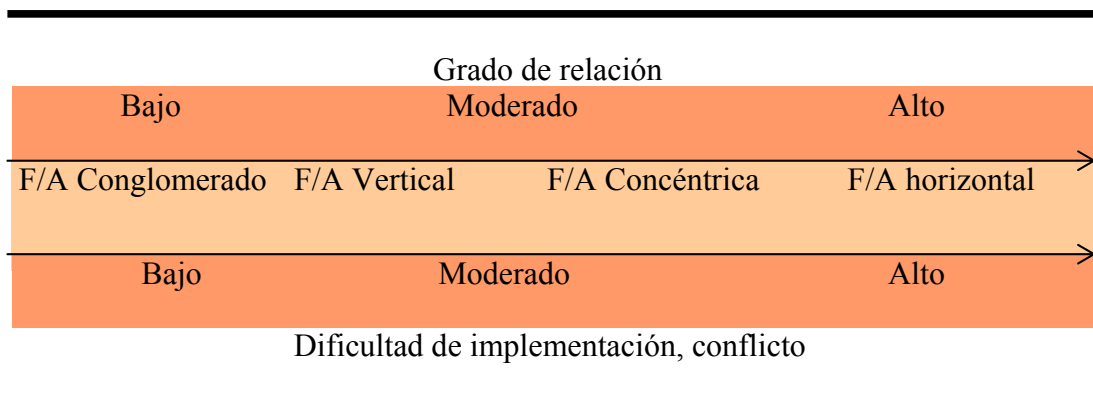 Grado de relación
Bajo Moderado Alto
F/A Conglomerado F/A Vertical F/A Concéntrica F/A horizontal
Bajo Moderado Alto
Dificultad de implementación, conflicto